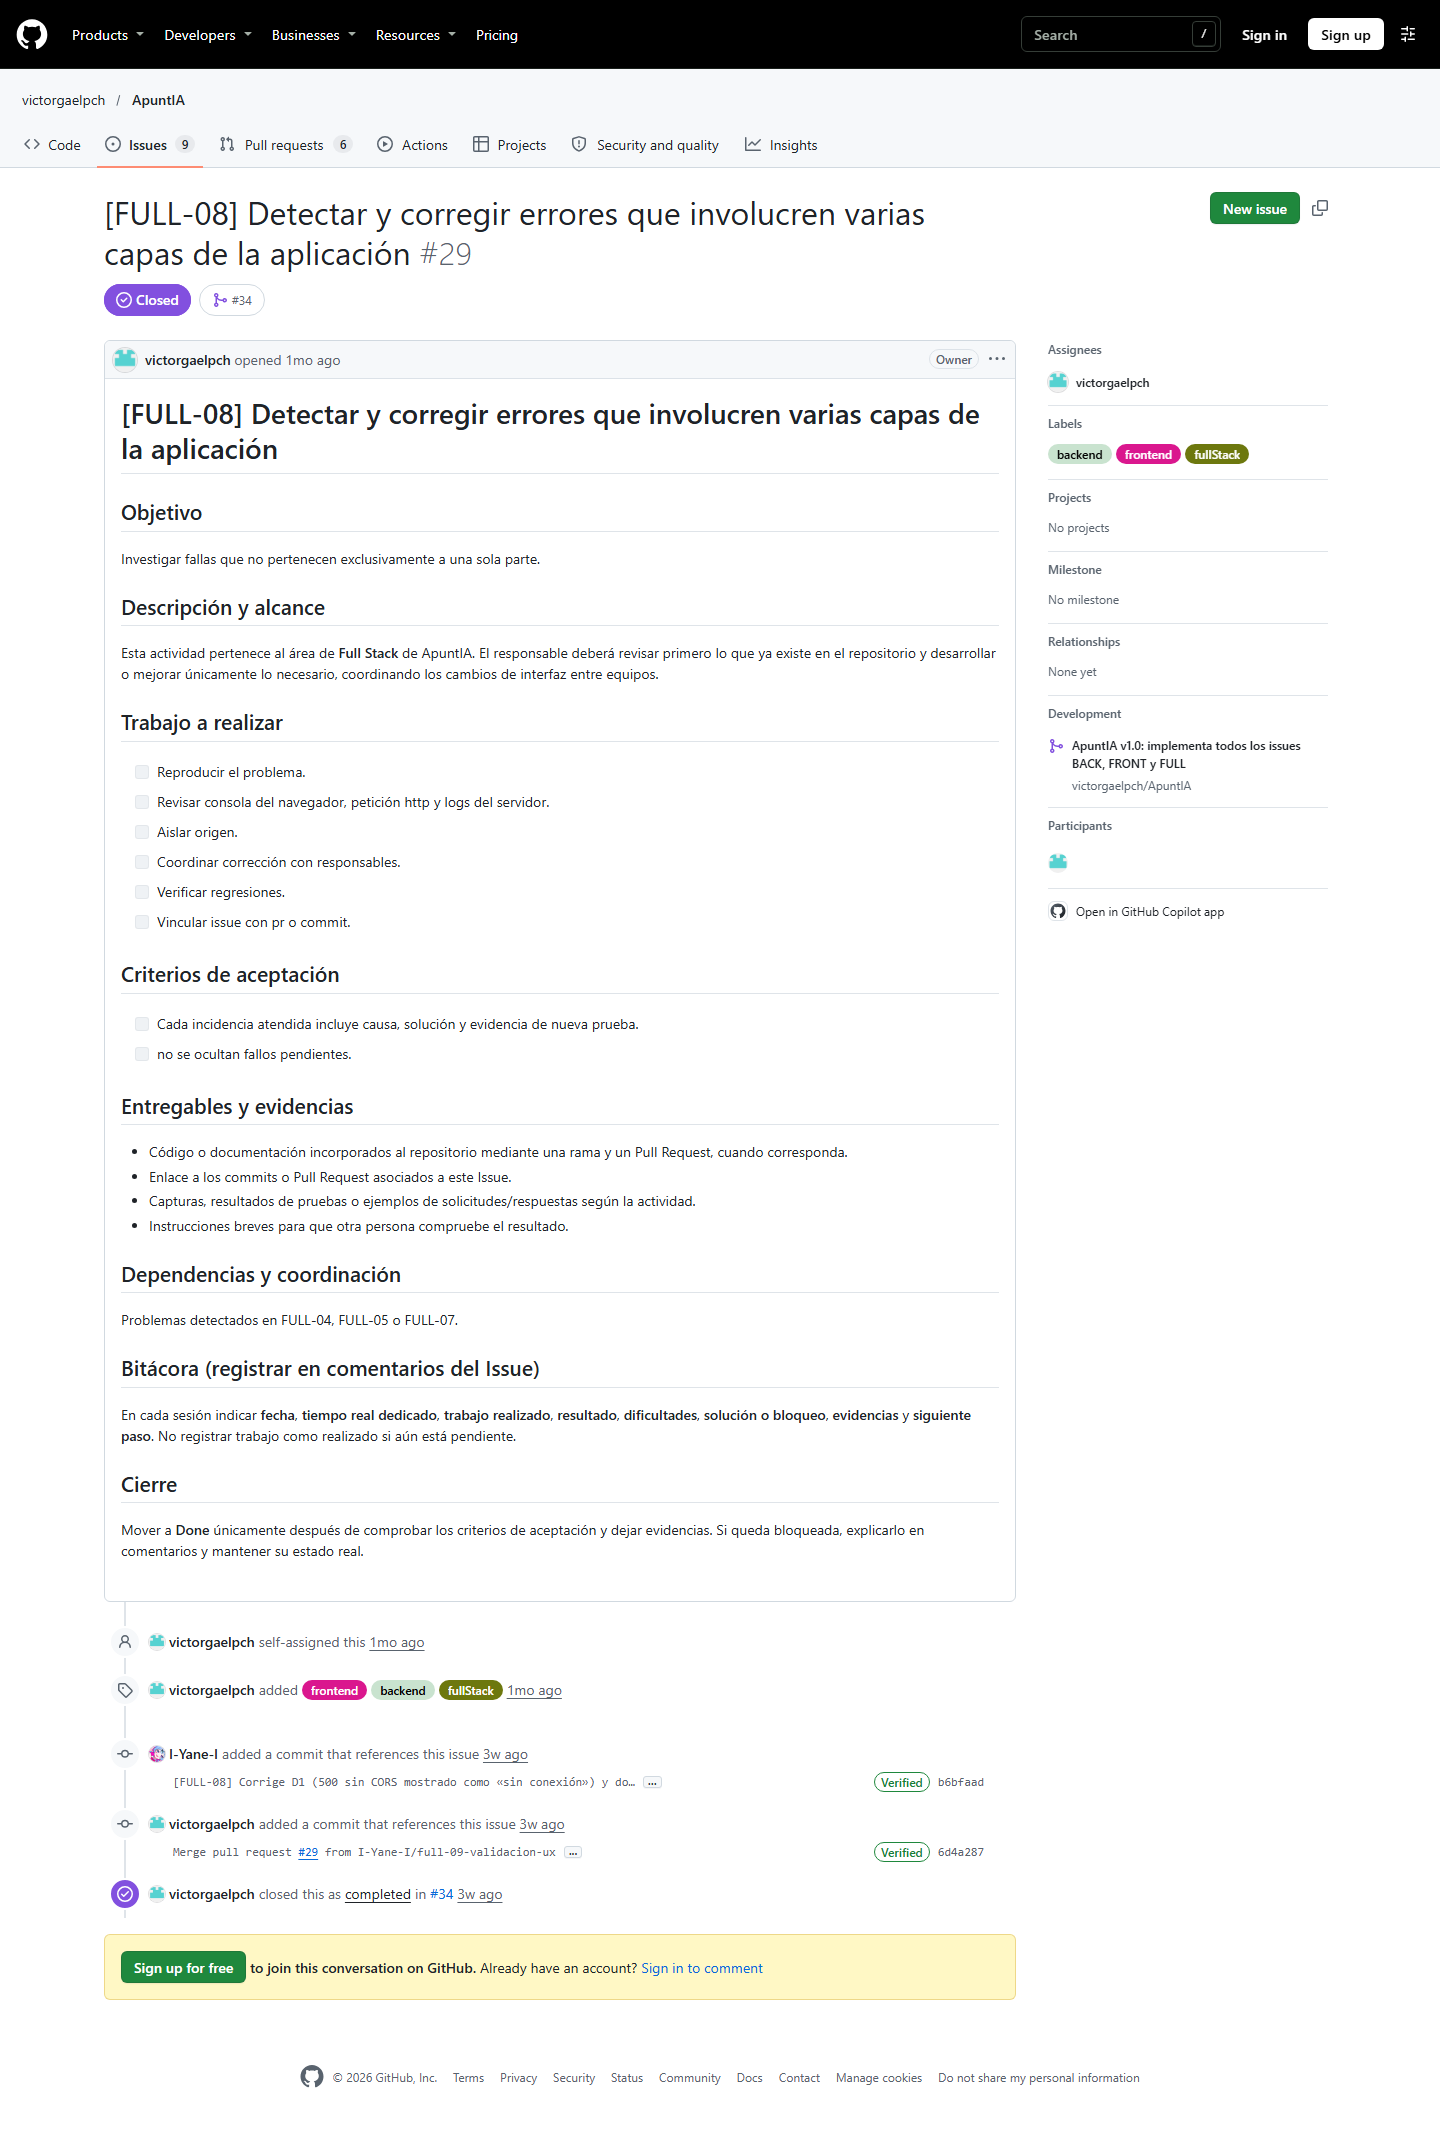 Products Developers Businesses Resources Pricing Search / Sign in Sign up
victorgaelpch / ApuntIA
Code Issues 9 Pull requests 6 Actions Projects Security and quality Insights
[FULL-08] Detectar y corregir errores que involucren varias
capas de la aplicación #29
New issue
Closed #34
victorgaelpch opened 1mo ago Owner
[FULL-08] Detectar y corregir errores que involucren varias capas de
la aplicación
Objetivo
Investigar fallas que no pertenecen exclusivamente a una sola parte.
Descripción y alcance
Esta actividad pertenece al área de Full Stack de ApuntIA. El responsable deberá revisar primero lo que ya existe en el repositorio y desarrollar
o mejorar únicamente lo necesario, coordinando los cambios de interfaz entre equipos.
Trabajo a realizar
Reproducir el problema.
Revisar consola del navegador, petición http y logs del servidor.
Aislar origen.
Coordinar corrección con responsables.
Verificar regresiones.
Vincular issue con pr o commit.
Criterios de aceptación
Cada incidencia atendida incluye causa, solución y evidencia de nueva prueba.
no se ocultan fallos pendientes.
Entregables y evidencias
Código o documentación incorporados al repositorio mediante una rama y un Pull Request, cuando corresponda.
Enlace a los commits o Pull Request asociados a este Issue.
Capturas, resultados de pruebas o ejemplos de solicitudes/respuestas según la actividad.
Instrucciones breves para que otra persona compruebe el resultado.
Dependencias y coordinación
Problemas detectados en FULL-04, FULL-05 o FULL-07.
Bitácora (registrar en comentarios del Issue)
En cada sesión indicar fecha, tiempo real dedicado, trabajo realizado, resultado, dificultades, solución o bloqueo, evidencias y siguiente
paso. No registrar trabajo como realizado si aún está pendiente.
Cierre
Mover a Done únicamente después de comprobar los criterios de aceptación y dejar evidencias. Si queda bloqueada, explicarlo en
comentarios y mantener su estado real.
victorgaelpch self-assigned this 1mo ago
victorgaelpch added frontend backend fullStack 1mo ago
I-Yane-I added a commit that references this issue 3w ago
[FULL-08] Corrige D1 (500 sin CORS mostrado como «sin conexión») y do… ... Verified b6bfaad
victorgaelpch added a commit that references this issue 3w ago
Merge pull request #29 from I-Yane-I/full-09-validacion-ux ... Verified 6d4a287
victorgaelpch closed this as completed in #34 3w ago
Sign up for free to join this conversation on GitHub. Already have an account? Sign in to comment
Assignees
victorgaelpch
Labels
backend frontend fullStack
Projects
No projects
Milestone
No milestone
Relationships
None yet
Development
ApuntIA v1.0: implementa todos los issues
BACK, FRONT y FULL
victorgaelpch/ApuntIA
Participants
Open in GitHub Copilot app
© 2026 GitHub, Inc. Terms Privacy Security Status Community Docs Contact Manage cookies Do not share my personal information